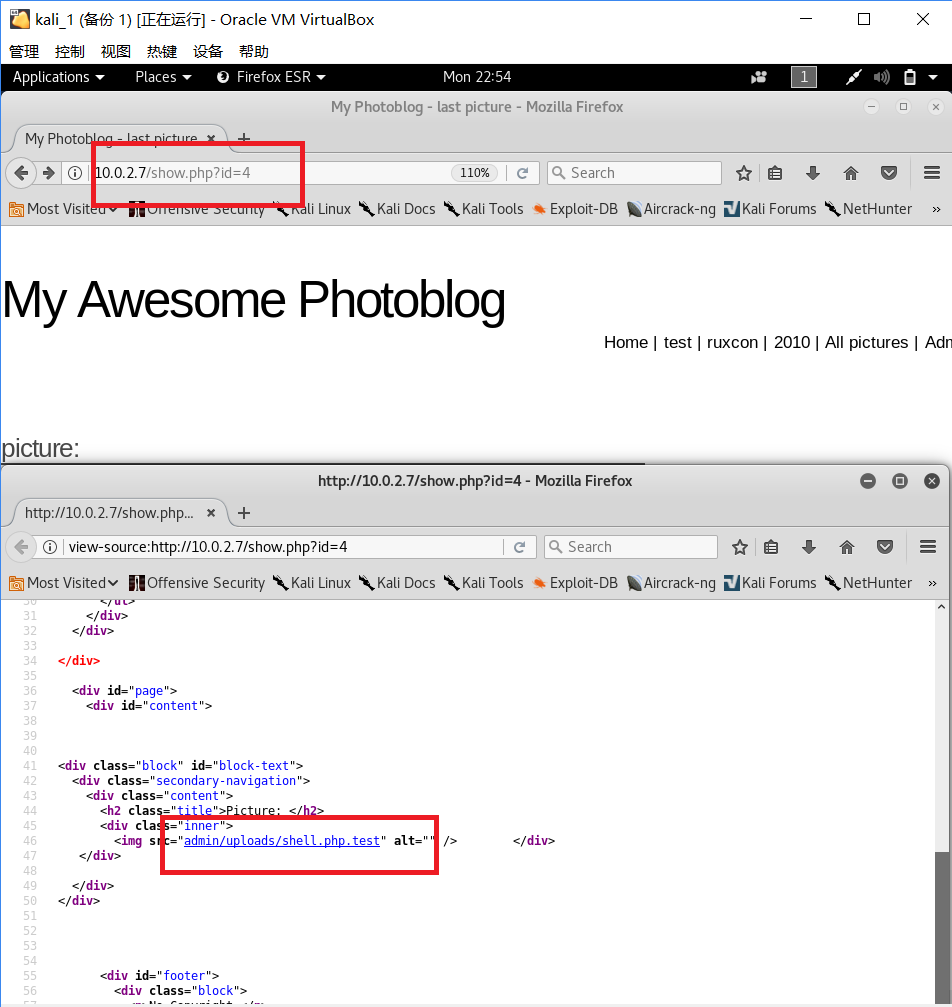 kali_1 (备份 1) [正在运行] - Oracle VM VirtualBox
管理 控制 视图 热键 设备 帮助
Applications Places Firefox ESR Mon 22:54 1
My Photoblog - last picture - Mozilla Firefox
My Photoblog - last picture
10.0.2.7/show.php?id=4 110% Search
Most Visited Offensive Security Kali Linux Kali Docs Kali Tools Exploit-DB Aircrack-ng Kali Forums NetHunter »
My Awesome Photoblog
Home | test | ruxcon | 2010 | All pictures | Adm
picture:
http://10.0.2.7/show.php?id=4 - Mozilla Firefox
http://10.0.2.7/show.php...
view-source:http://10.0.2.7/show.php?id=4 Search
Most Visited Offensive Security Kali Linux Kali Docs Kali Tools Exploit-DB Aircrack-ng Kali Forums NetHunter »
30 </ul>
31 </div>
32 </div>
33
34 </div>
35
36 <div id="page">
37 <div id="content">
38
39
40
41 <div class="block" id="block-text">
42 <div class="secondary-navigation">
43 <div class="content">
44 <h2 class="title">Picture: </h2>
45 <div class="inner">
46 <img src="admin/uploads/shell.php.test" alt="" /> </div>
47 </div>
48
49 </div>
50 </div>
51
52
53
54
55 <div id="footer">
56 <div class="block">